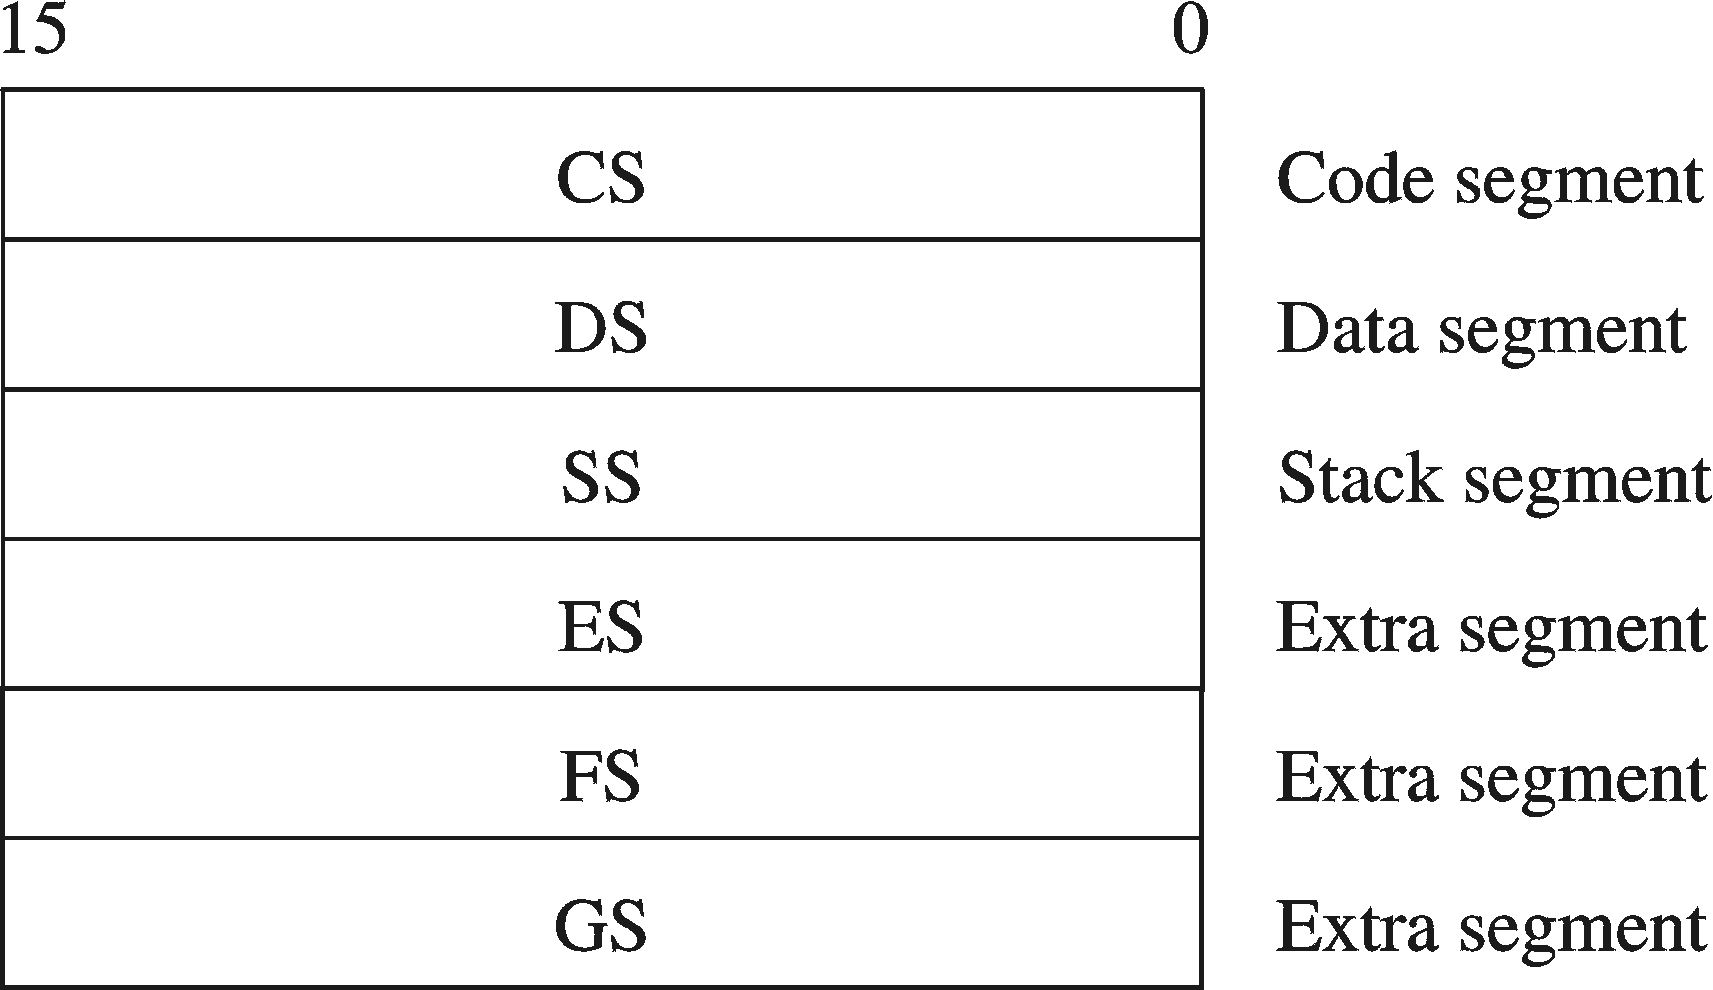 15 0
CS Code segment
DS Data segment
SS Stack segment
ES Extra segment
FS Extra segment
GS Extra segment